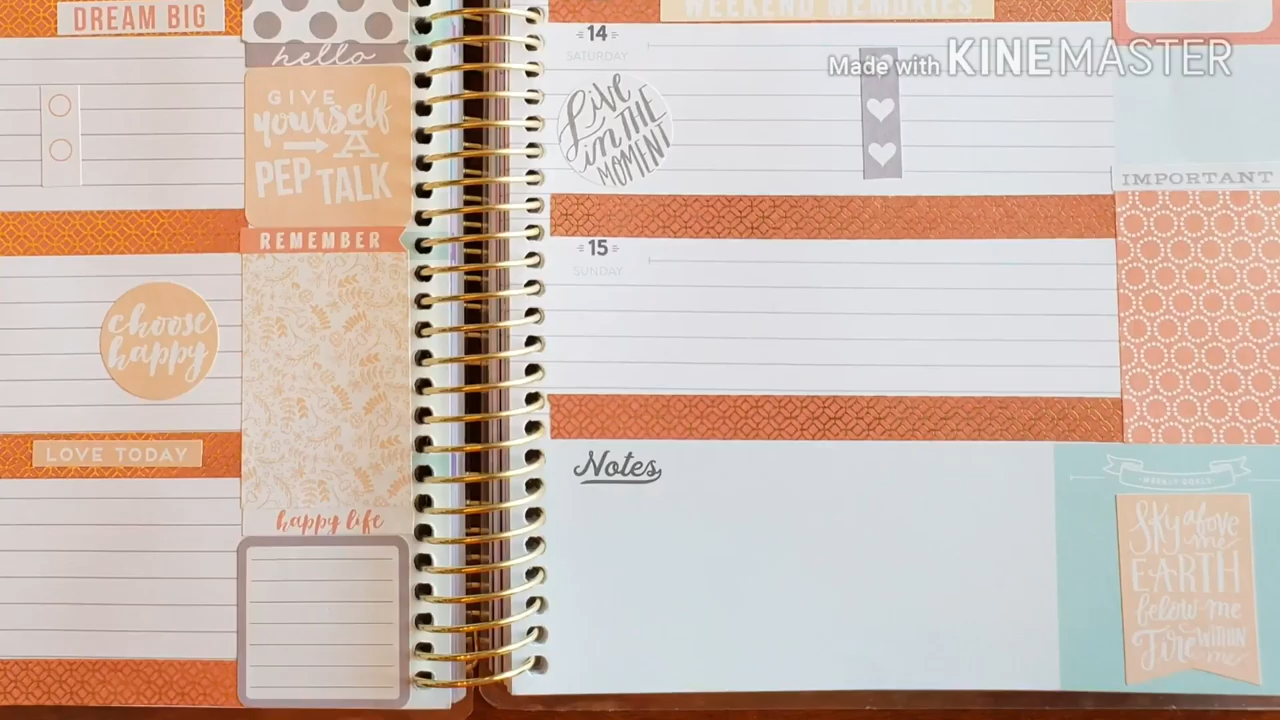 DREAM BIG
hello
GIVE
yourself
A
PEP TALK
REMEMBER
choose
happy
LOVE TODAY
happy life
WEEKEND MEMORIES
14
SATURDAY
Live
in THE
MOMENT
Made with KINEMASTER
IMPORTANT
15
SUNDAY
Notes
WEEKLY GOALS
Sky above
me
EARTH
below me
Fire WITHIN
me